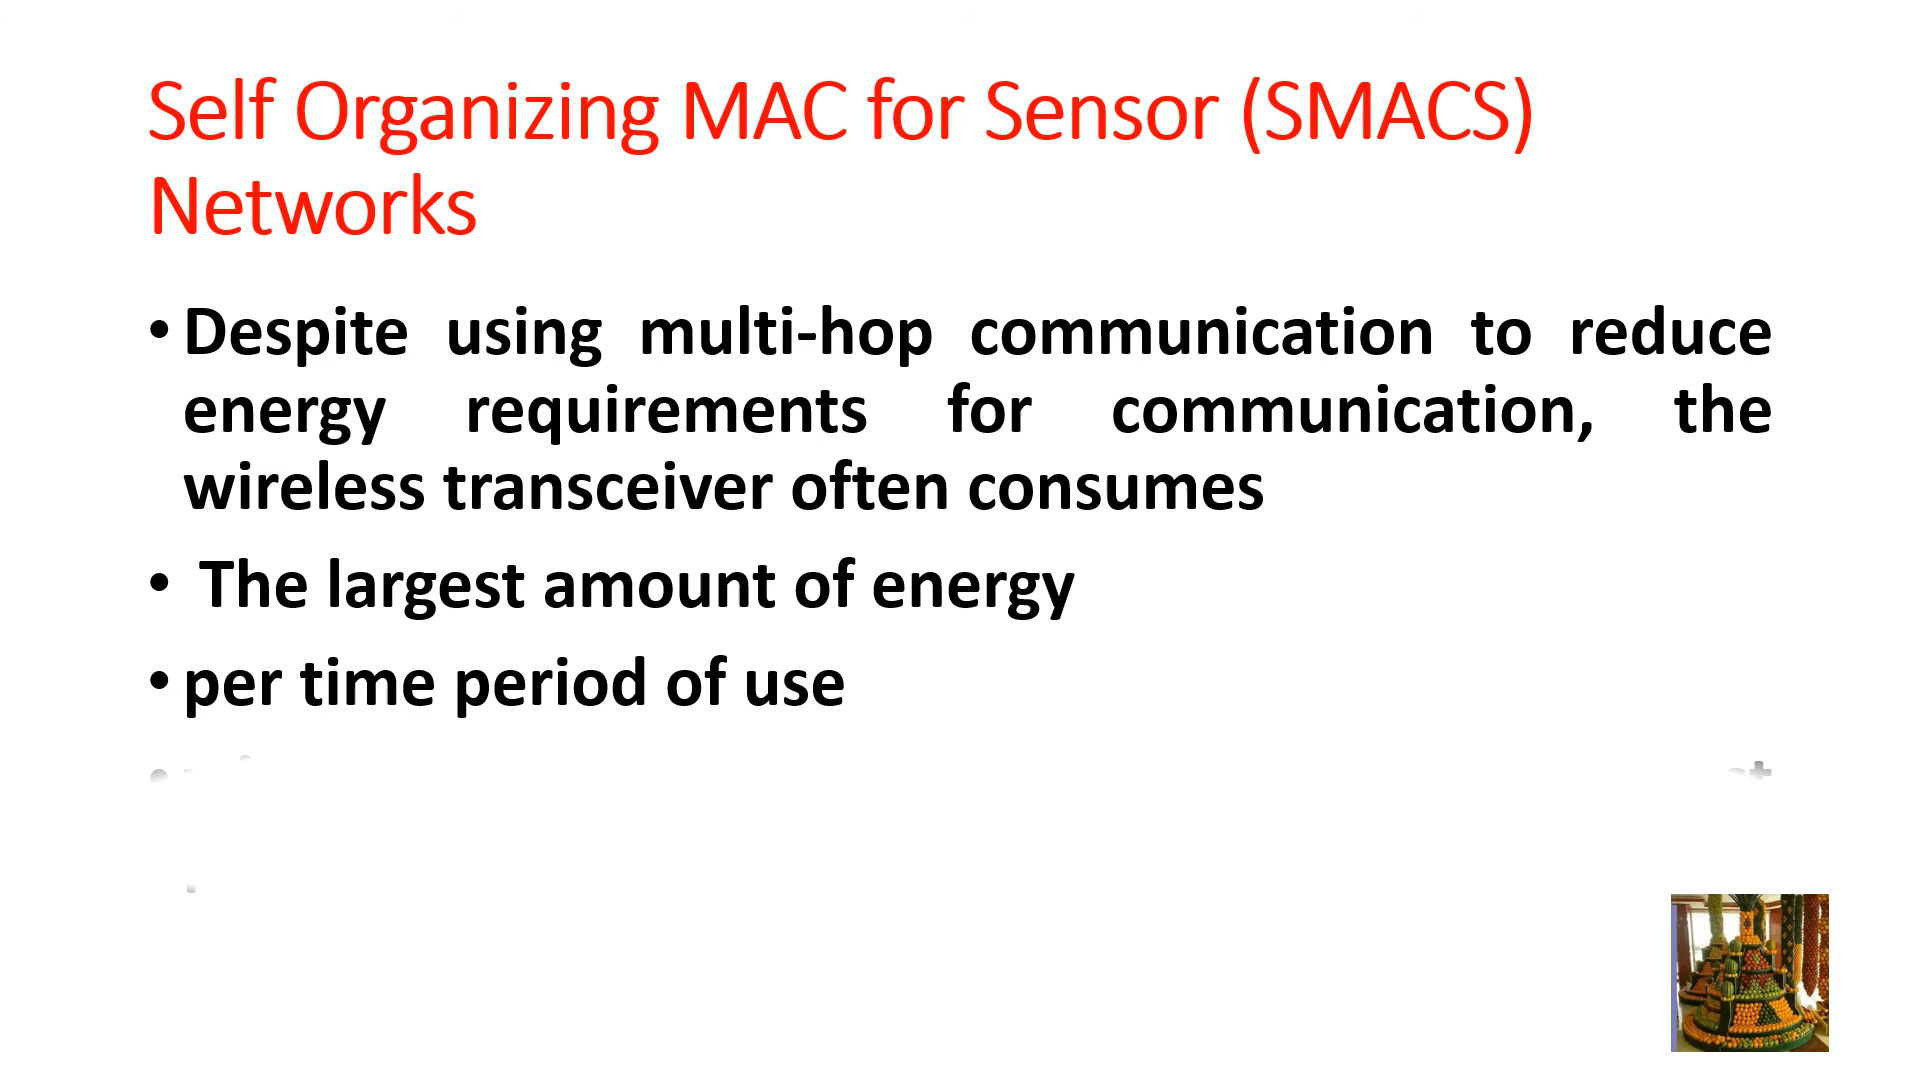 Self Organizing MAC for Sensor (SMACS)
Networks
• Despite using multi-hop communication to reduce
energy requirements for communication, the
wireless transceiver often consumes
• The largest amount of energy
• per time period of use